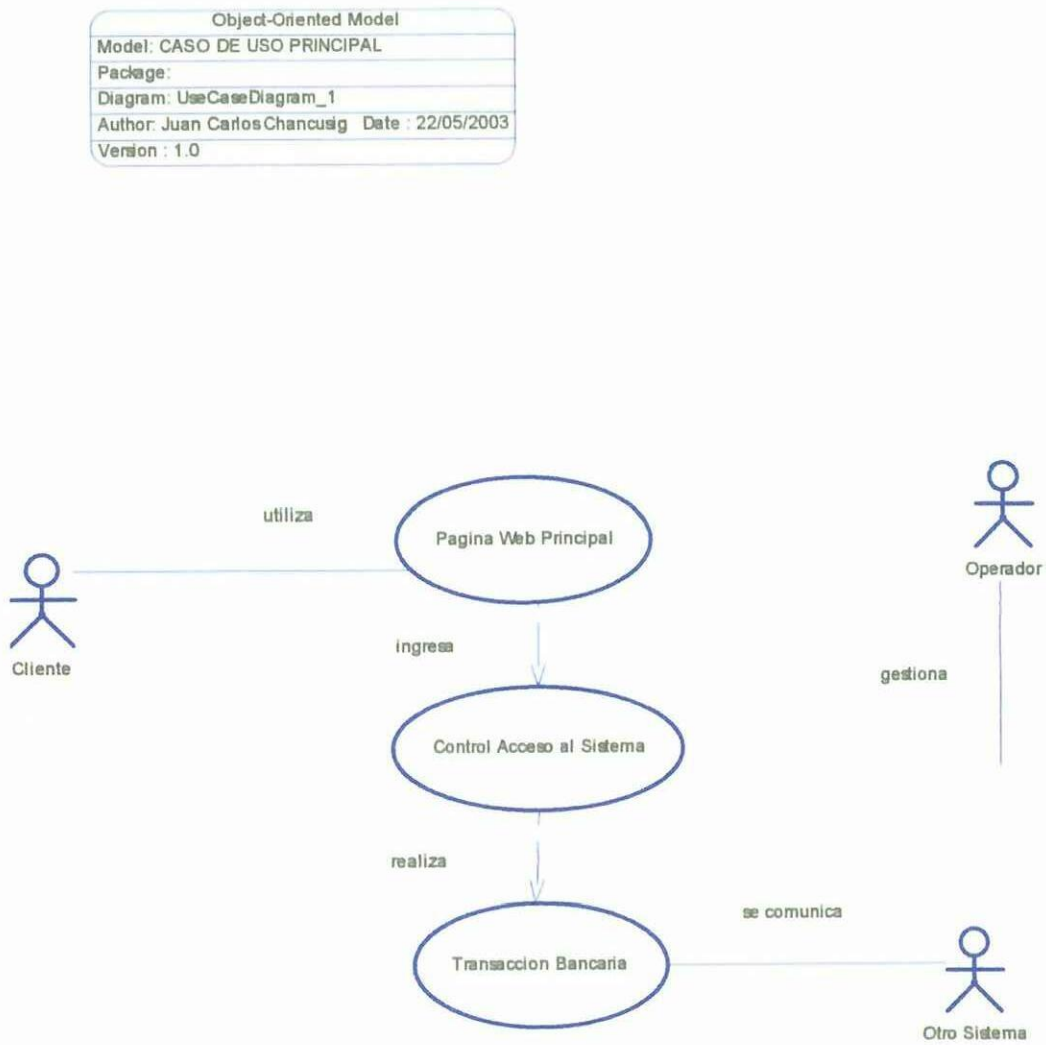 Object-Oriented Model
Model: CASO DE USO PRINCIPAL
Package:
Diagram: UseCaseDiagram_1
Author: Juan Carlos Chancusig Date : 22/05/2003
Version : 1.0
utiliza
Pagina Web Principal
Operador
Cliente
ingresa
gestiona
Control Acceso al Sistema
realiza
se comunica
Transaccion Bancaria
Otro Sistema